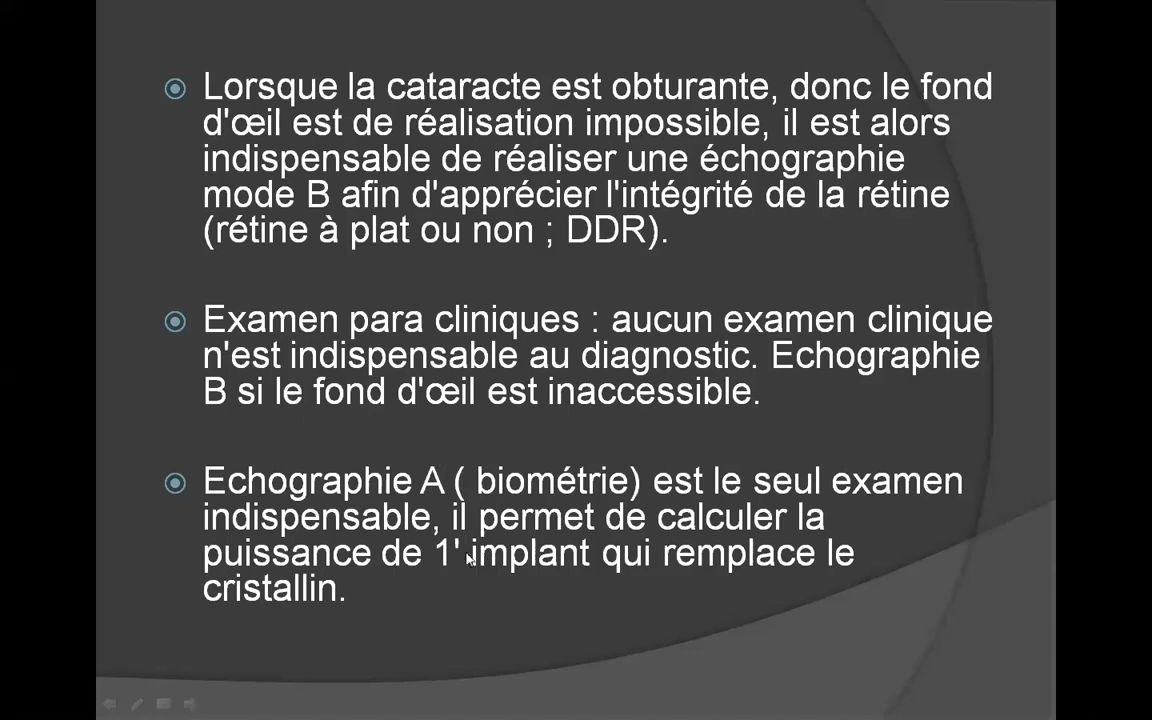 Lorsque la cataracte est obturante, donc le fond
d'œil est de réalisation impossible, il est alors
indispensable de réaliser une échographie
mode B afin d'apprécier l'intégrité de la rétine
(rétine à plat ou non ; DDR).
Examen para cliniques : aucun examen clinique
n'est indispensable au diagnostic. Echographie
B si le fond d'œil est inaccessible.
Echographie A ( biométrie) est le seul examen
indispensable, il permet de calculer la
puissance de 1' implant qui remplace le
cristallin.